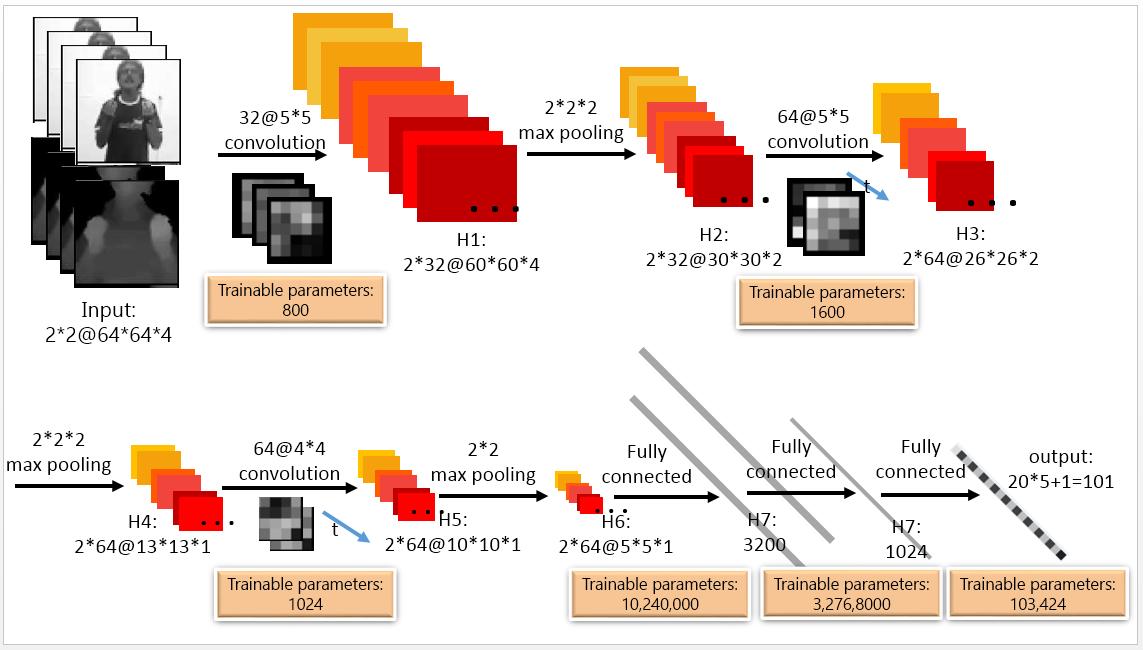 Input:
2*2@64*64*4
32@5*5
convolution
Trainable parameters:
800
H1:
2*32@60*60*4
2*2*2
max pooling
H2:
2*32@30*30*2
64@5*5
convolution
t
Trainable parameters:
1600
H3:
2*64@26*26*2
2*2*2
max pooling
H4:
2*64@13*13*1
64@4*4
convolution
t
Trainable parameters:
1024
H5:
2*64@10*10*1
2*2
max pooling
H6:
2*64@5*5*1
Fully
connected
Trainable parameters:
10,240,000
H7:
3200
Fully
connected
Trainable parameters:
3,276,8000
H7:
1024
Fully
connected
Trainable parameters:
103,424
output:
20*5+1=101